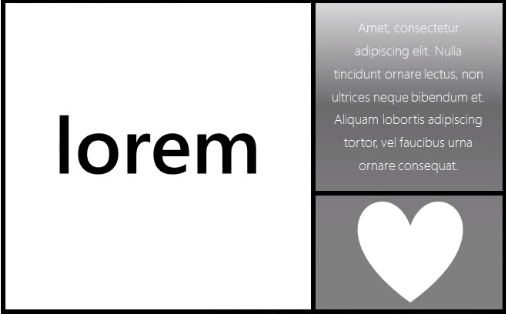 lorem
Amet, consectetur
adipiscing elit. Nulla
tincidunt ornare lectus, non
ultrices neque bibendum et.
Aliquam lobortis adipiscing
tortor, vel faucibus urna
ornare consequat.